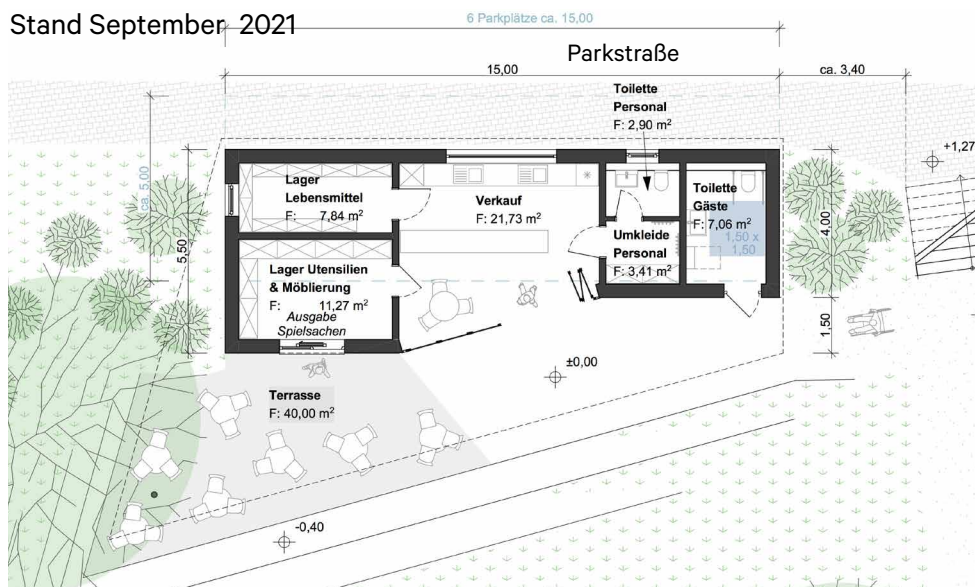 Stand September 2021
6 Parkplätze ca. 15,00
Parkstraße
15,00
ca. 3,40
Toilette
Personal
F: 2,90 m²
+1,27
ca. 5,00
5,50
Lager
Lebensmittel
F: 7,84 m²
Verkauf
F: 21,73 m²
Toilette
Gäste
F: 7,06 m²
1,50 x
1,50
4,00
Umkleide
Personal
F: 3,41 m²
Lager Utensilien
& Möblierung
F: 11,27 m²
Ausgabe
Spielsachen
1,50
±0,00
Terrasse
F: 40,00 m²
-0,40